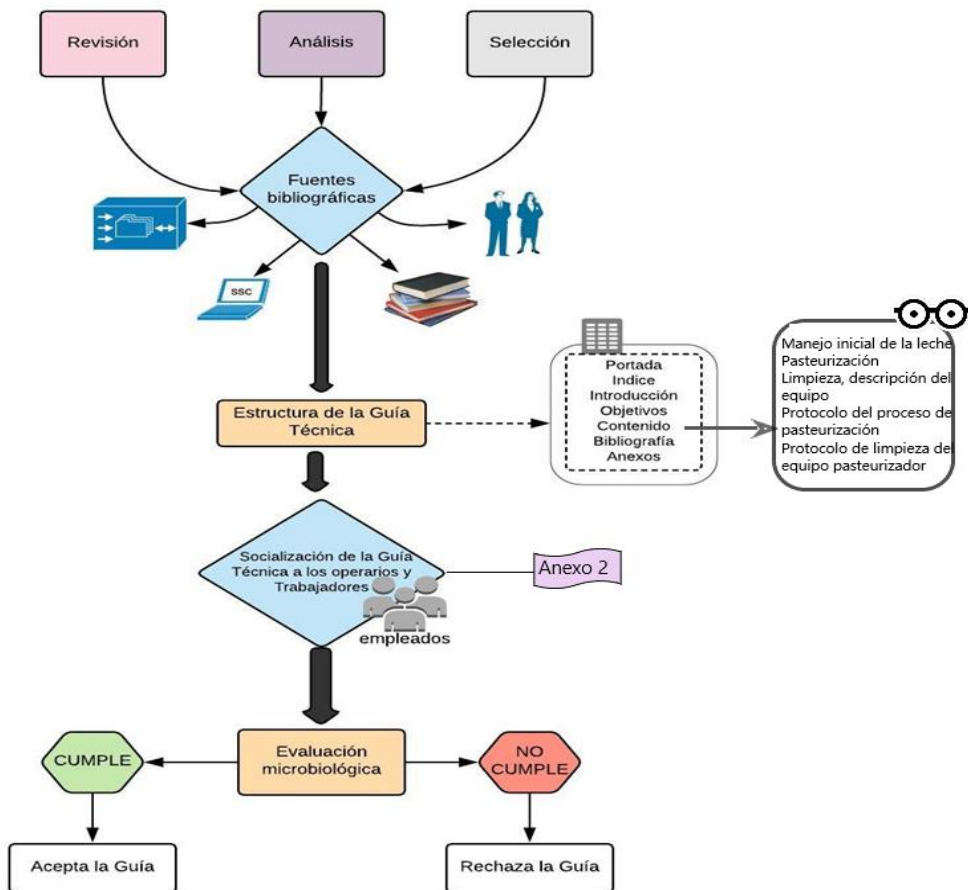 Revisión
Análisis
Selección
Fuentes
bibliográficas
SSC
Estructura de la Guía
Técnica
Portada
Indice
Introducción
Objetivos
Contenido
Bibliografía
Anexos
Manejo inicial de la leche
Pasteurización
Limpieza, descripción del
equipo
Protocolo del proceso de
pasteurización
Protocolo de limpieza del
equipo pasteurizador
Socialización de la Guía
Técnica a los operarios y
Trabajadores
empleados
Anexo 2
Evaluación
microbiológica
CUMPLE
NO
CUMPLE
Acepta la Guía
Rechaza la Guía